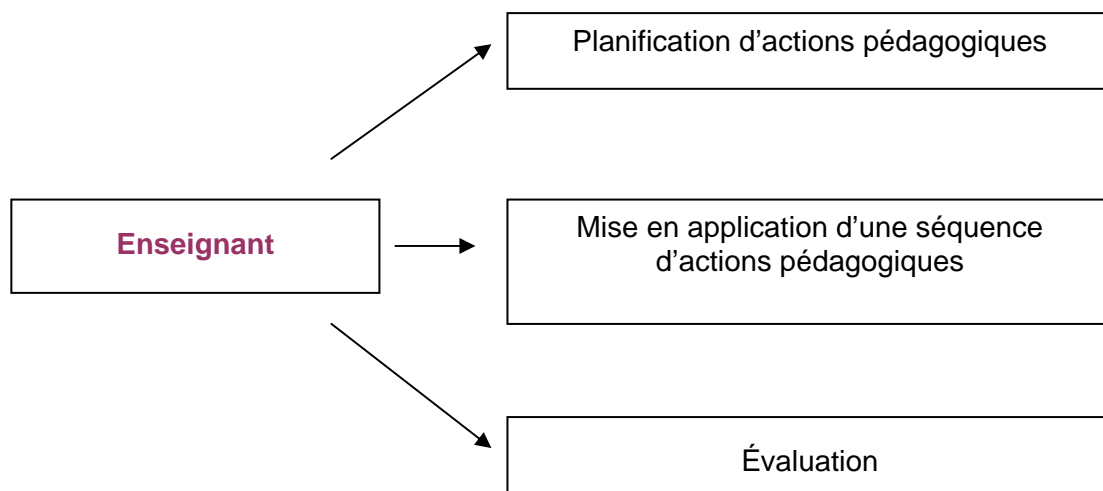 Planification d’actions pédagogiques
Enseignant
Mise en application d’une séquence
d’actions pédagogiques
Évaluation